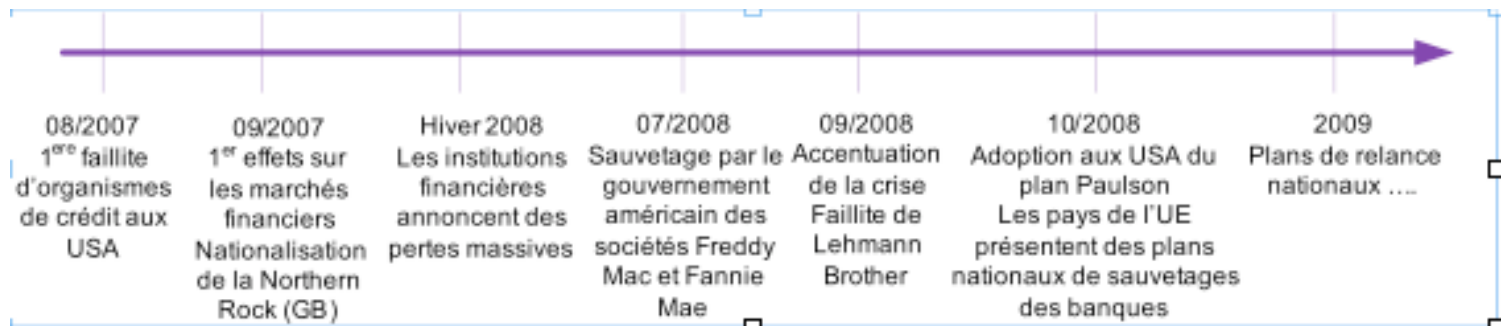 08/2007
1ere faillite
d'organismes
de crédit aux
USA
09/2007
1er effets sur
les marchés
financiers
Nationalisation
de la Northern
Rock (GB)
Hiver 2008
Les institutions
financières
annoncent des
pertes massives
07/2008
Sauvetage par le
gouvernement
américain des
sociétés Freddy
Mac et Fannie
Mae
09/2008
Accentuation
de la crise
Faillite de
Lehmann
Brother
10/2008
Adoption aux USA du
plan Paulson
Les pays de l'UE
présentent des plans
nationaux de sauvetages
des banques
2009
Plans de relance
nationaux ....